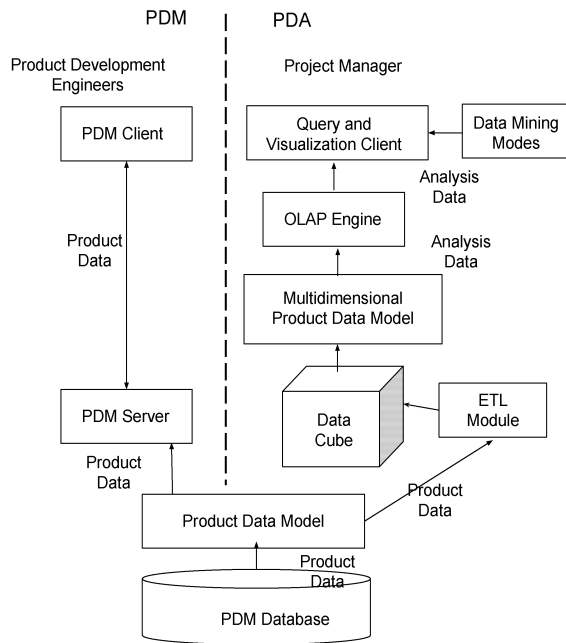 PDM
PDA
Product Development
Engineers
Project Manager
PDM Client
Query and
Visualization Client
Data Mining
Modes
Analysis
Data
OLAP Engine
Product
Data
Analysis
Data
Multidimensional
Product Data Model
PDM Server
Data
Cube
ETL
Module
Product
Data
Product
Data
Product Data Model
Product
Data
PDM Database